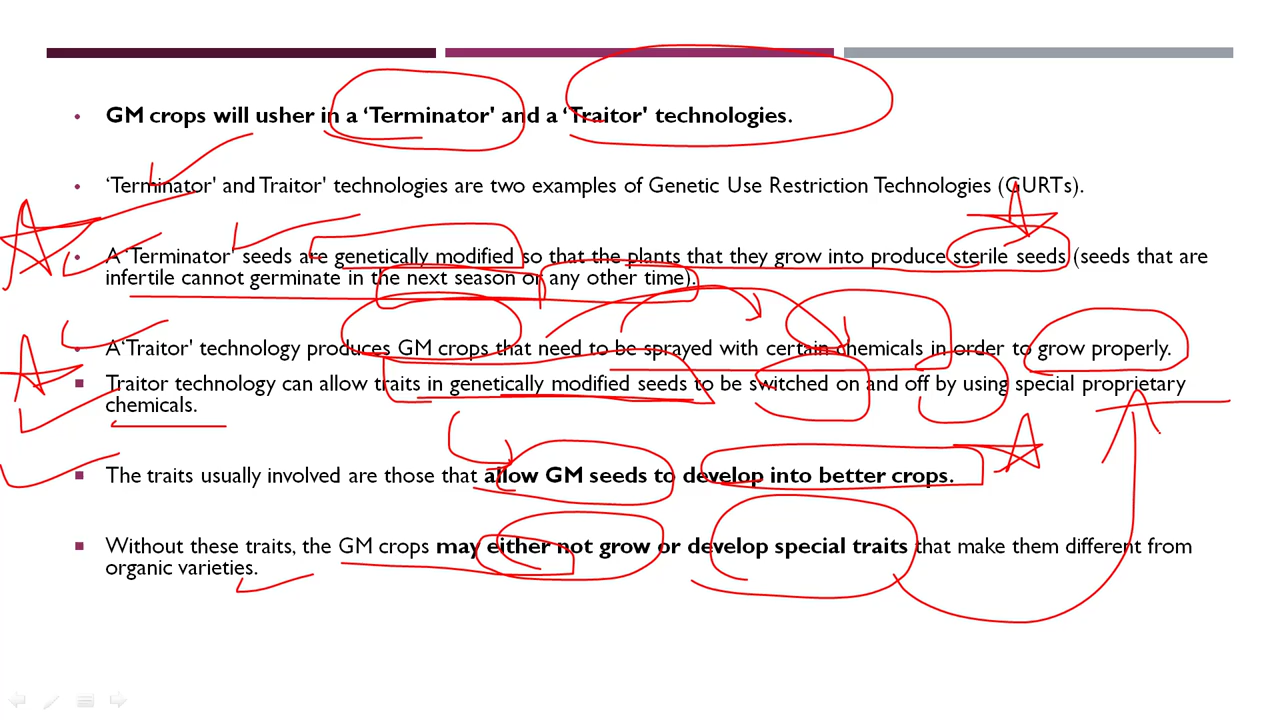 • GM crops will usher in a ‘Terminator' and a ‘Traitor' technologies.
• ‘Terminator' and Traitor' technologies are two examples of Genetic Use Restriction Technologies (GURTs).
• A ‘Terminator' seeds are genetically modified so that the plants that they grow into produce sterile seeds (seeds that are
infertile cannot germinate in the next season or any other time).
• A‘Traitor' technology produces GM crops that need to be sprayed with certain chemicals in order to grow properly.
■ Traitor technology can allow traits in genetically modified seeds to be switched on and off by using special proprietary
chemicals.
■ The traits usually involved are those that allow GM seeds to develop into better crops.
■ Without these traits, the GM crops may either not grow or develop special traits that make them different from
organic varieties.